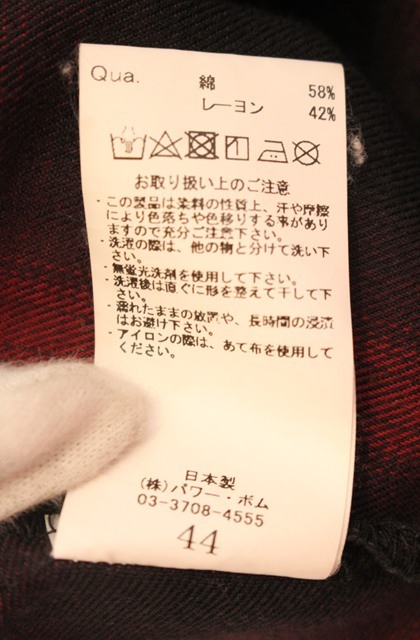 Qua. 綿 58%
レーヨン 42%
お取り扱い上のご注意
・この製品は染料の性質上、汗や摩擦
により色落ちや色移りする事があり
ますので充分ご注意下さい。
・洗濯の際は、他の物と分けて洗い下
さい。
・無蛍光洗剤を使用して下さい。
・洗濯後は直ぐに形を整えて干して下
さい。
・濡れたままの放置や、長時間の浸漬
はお避け下さい。
・アイロンの際は、あて布を使用して
ください。
日本製
(株)パワー・ボム
03-3708-4555
44